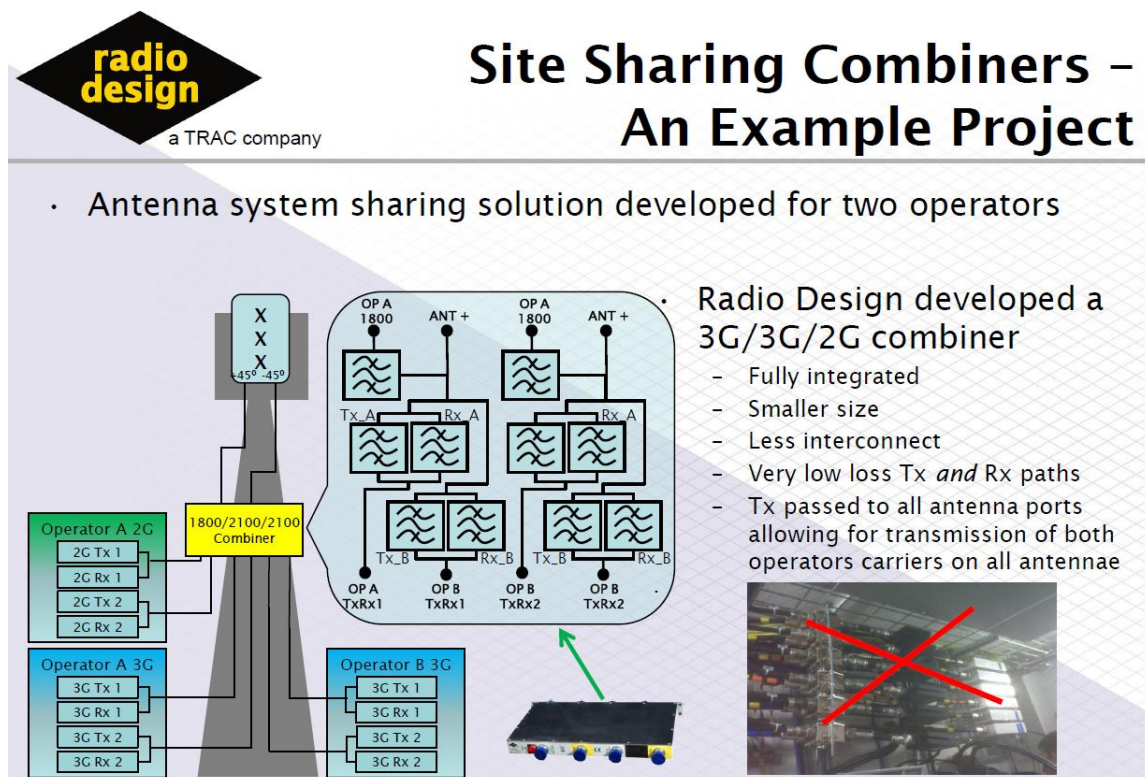 radio
design
a TRAC company
Site Sharing Combiners –
An Example Project
• Antenna system sharing solution developed for two operators
• Radio Design developed a
3G/3G/2G combiner
– Fully integrated
– Smaller size
– Less interconnect
– Very low loss Tx and Rx paths
– Tx passed to all antenna ports
allowing for transmission of both
operators carriers on all antennae
X
X
X
+45⁰ -45⁰
OP A
1800
ANT +
OP A
1800
ANT +
Tx_A
Rx_A
Rx_A
Tx_B
Rx_B
Tx_B
Rx_B
OP A
TxRx1
OP B
TxRx1
OP B
TxRx2
OP B
TxRx2
1800/2100/2100
Combiner
Operator A 2G
2G Tx 1
2G Rx 1
2G Tx 2
2G Rx 2
Operator A 3G
3G Tx 1
3G Rx 1
3G Tx 2
3G Rx 2
Operator B 3G
3G Tx 1
3G Rx 1
3G Tx 2
3G Rx 2